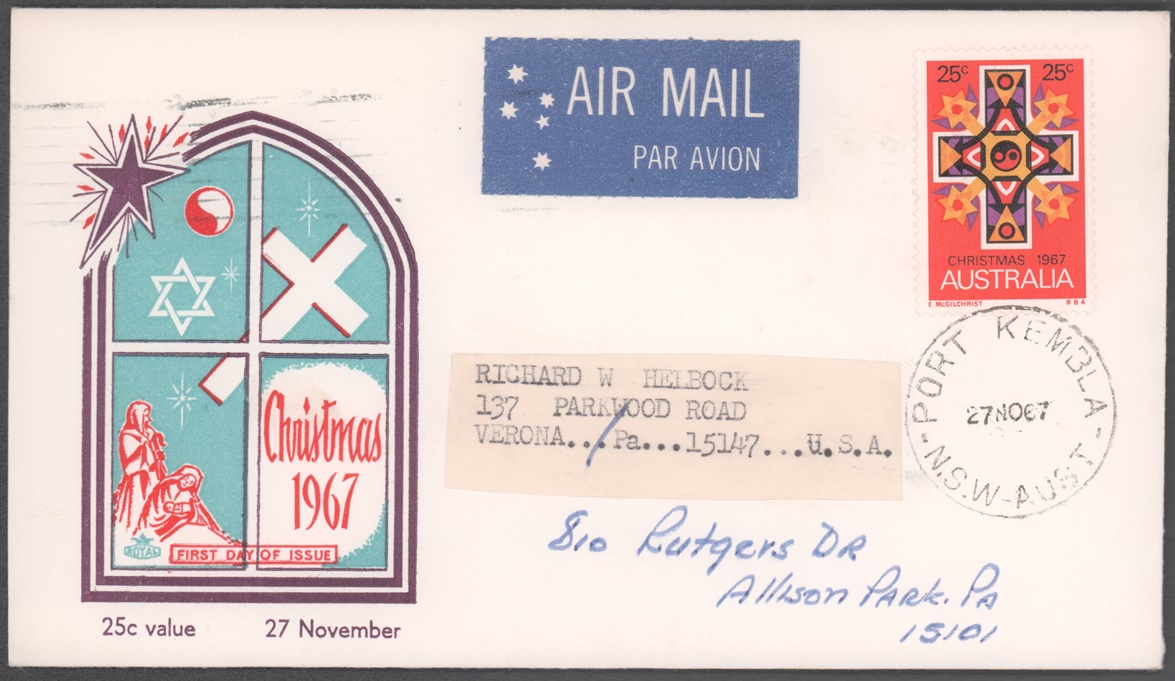 AIR MAIL
PAR AVION
25c 25c
CHRISTMAS 1967
AUSTRALIA
E McGILCHRIST RBA
PORT KEMBLA
27NO67
-N.S.W-AUST-
RICHARD W HELBOCK
137 PARKWOOD ROAD
VERONA.../Pa...15147...U.S.A.
810 Rutgers DR
Allison Park. Pa
15101
Christmas
1967
ROYAL
FIRST DAY OF ISSUE
25c value 27 November